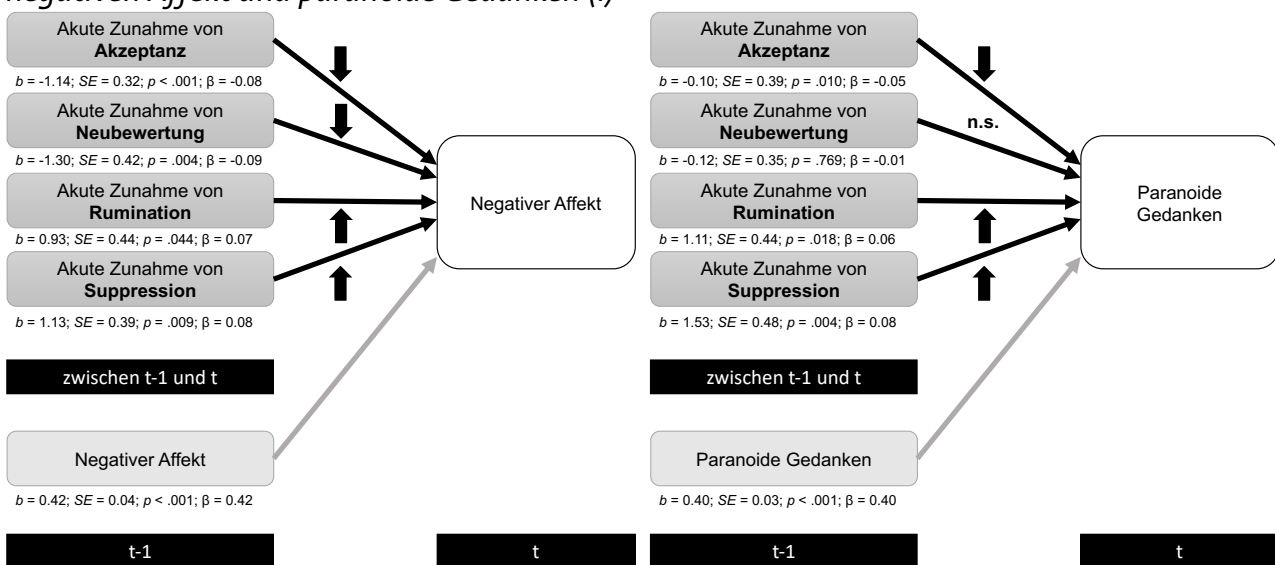 negativen Affekt und paranoide Gedanken (I)
Akute Zunahme von
Akzeptanz
b = -1.14; SE = 0.32; p < .001; β = -0.08
Akute Zunahme von
Neubewertung
b = -1.30; SE = 0.42; p = .004; β = -0.09
Akute Zunahme von
Rumination
b = 0.93; SE = 0.44; p = .044; β = 0.07
Akute Zunahme von
Suppression
b = 1.13; SE = 0.39; p = .009; β = 0.08
zwischen t-1 und t
Negativer Affekt
b = 0.42; SE = 0.04; p < .001; β = 0.42
t-1
Negativer Affekt
t
Akute Zunahme von
Akzeptanz
b = -0.10; SE = 0.39; p = .010; β = -0.05
Akute Zunahme von
Neubewertung
n.s.
b = -0.12; SE = 0.35; p = .769; β = -0.01
Akute Zunahme von
Rumination
b = 1.11; SE = 0.44; p = .018; β = 0.06
Akute Zunahme von
Suppression
b = 1.53; SE = 0.48; p = .004; β = 0.08
zwischen t-1 und t
Paranoide Gedanken
b = 0.40; SE = 0.03; p < .001; β = 0.40
t-1
Paranoide
Gedanken
t